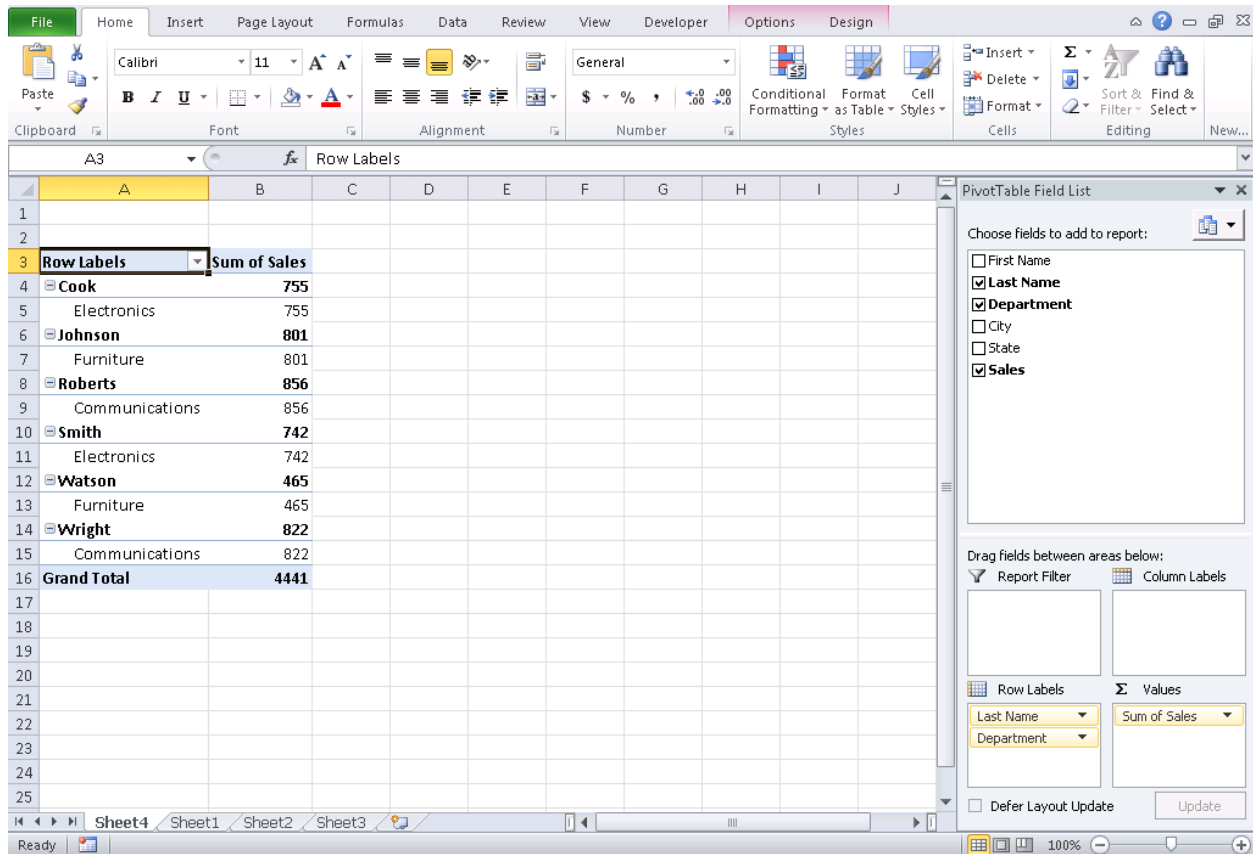 File Home Insert Page Layout Formulas Data Review View Developer Options Design
Calibri 11 A A General Insert Σ
Paste Delete
B I U A $ % , .0 .00 .00 .0 Conditional Format Cell Format Sort & Find &
Formatting as Table Styles Filter Select
Clipboard Font Alignment Number Styles Cells Editing New...
A3 fx Row Labels
A B C D E F G H I J PivotTable Field List
1
2 Choose fields to add to report:
3 Row Labels Sum of Sales First Name
4 Cook 755 Last Name
5 Electronics 755 Department
6 Johnson 801 City
7 Furniture 801 State
8 Roberts 856 Sales
9 Communications 856
10 Smith 742
11 Electronics 742
12 Watson 465
13 Furniture 465
14 Wright 822
15 Communications 822 Drag fields between areas below:
16 Grand Total 4441 Report Filter Column Labels
17
18
19
20
21 Row Labels Σ Values
22 Last Name Sum of Sales
23 Department
24
25 Defer Layout Update Update
Sheet4 Sheet1 Sheet2 Sheet3
Ready 100%